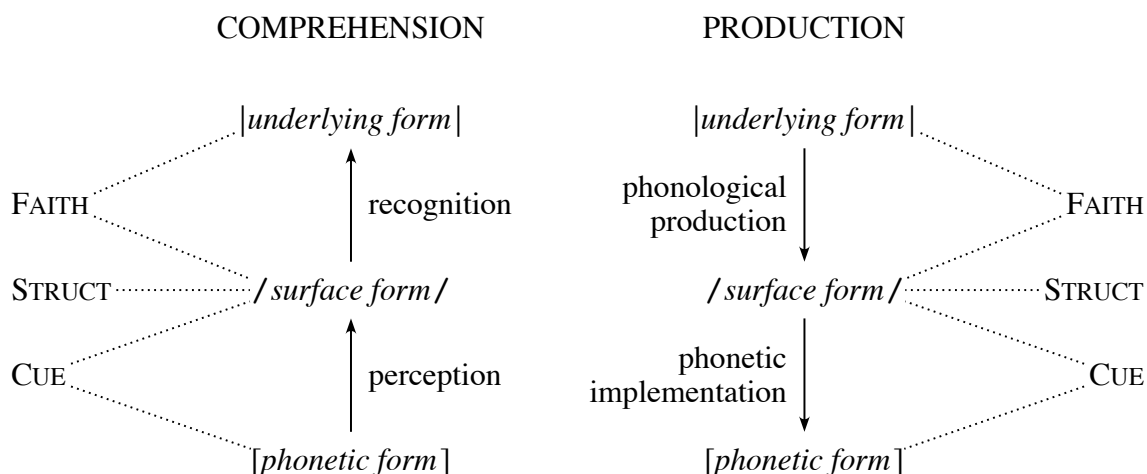 COMPREHENSION PRODUCTION
|underlying form| |underlying form|
FAITH recognition phonological
production FAITH
STRUCT /surface form/ /surface form/ STRUCT
CUE perception phonetic
implementation CUE
[phonetic form] [phonetic form]